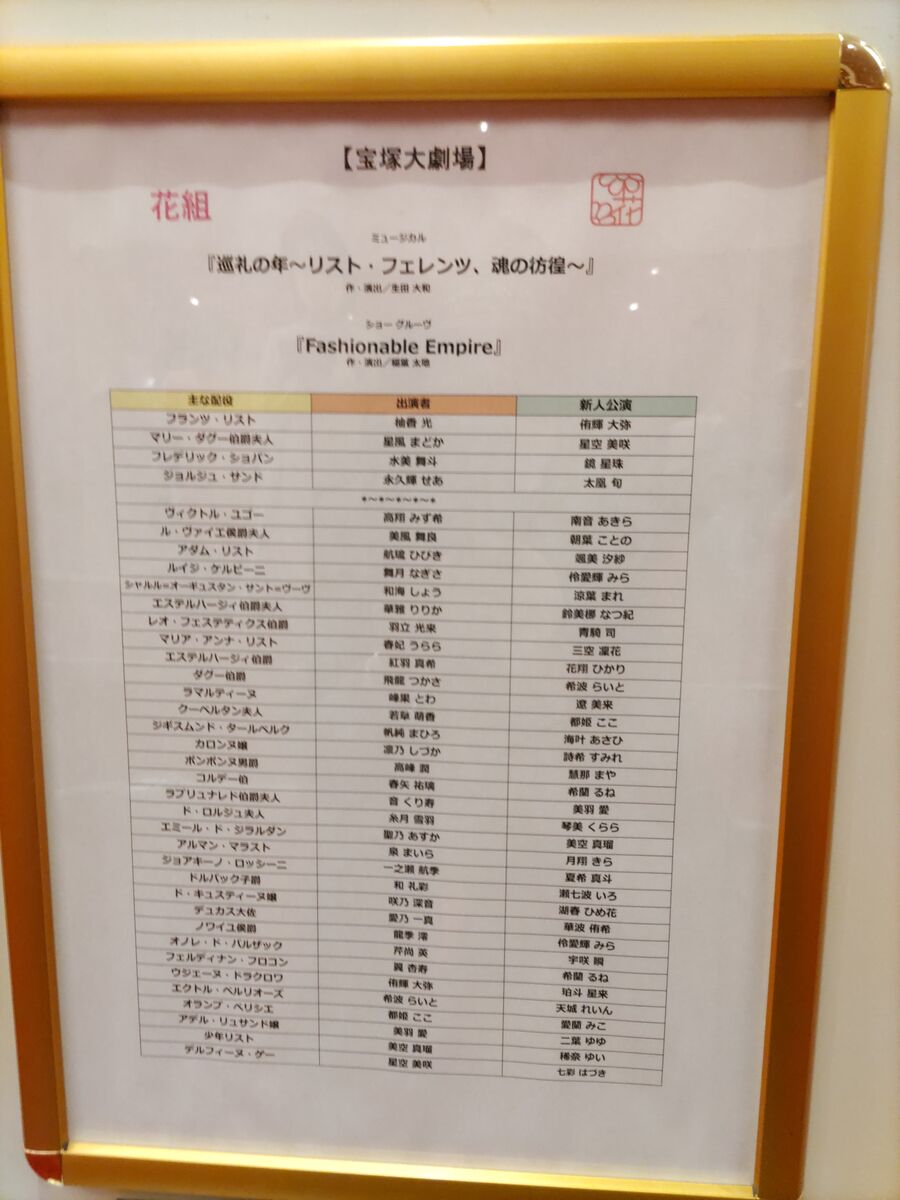 【宝塚大劇場】
花組
花
ミュージカル
『巡礼の年～リスト・フェレンツ、魂の彷徨～』
作・演出／生田 大和
ショー グルーヴ
『Fashionable Empire』
作・演出／稲葉 太地
主な配役 出演者 新人公演
フランツ・リスト 柚香 光 侑輝 大弥
マリー・ダグー伯爵夫人 星風 まどか 星空 美咲
フレデリック・ショパン 水美 舞斗 鏡 星珠
ジョルジュ・サンド 永久輝 せあ 太凰 旬
*～*～*～*～*
ヴィクトル・ユゴー 高翔 みず希 南音 あきら
ル・ヴァイエ侯爵夫人 美風 舞良 朝葉 ことの
アダム・リスト 航琉 ひびき 颯美 汐紗
ルイジ・ケルビーニ 舞月 なぎさ 伶愛輝 みら
シャルル=オーギュスタン・サント=ヴーヴ 和海 しょう 涼葉 まれ
エステルハージィ伯爵夫人 華雅 りりか 鈴美梛 なつ紀
レオ・フェステティクス伯爵 羽立 光来 青騎 司
マリア・アンナ・リスト 春妃 うらら 三空 凜花
エステルハージィ伯爵 紅羽 真希 花翔 ひかり
ダグー伯爵 飛龍 つかさ 希波 らいと
ラマルティーヌ 峰果 とわ 遼 美来
クーベルタン夫人 若草 萌香 都姫 ここ
ジギスムンド・タールベルク 帆純 まひろ 海叶 あさひ
カロンヌ嬢 凛乃 しづか 詩希 すみれ
ボンボンヌ男爵 高峰 潤 慧那 まや
コルデー伯 春矢 祐璃 希蘭 るね
ラプリュナレド伯爵夫人 音 くり寿 美羽 愛
ド・ロルジュ夫人 糸月 雪羽 琴美 くらら
エミール・ド・ジラルダン 聖乃 あすか 美空 真瑠
アルマン・マラスト 泉 まいら 月翔 きら
ジョアキーノ・ロッシーニ 一之瀬 航季 夏希 真斗
ドルバック子爵 和 礼彩 瀬七波 いろ
ド・キュスティーヌ嬢 咲乃 深音 湖春 ひめ花
デュカス大佐 愛乃 一真 華波 侑希
ノワイユ侯爵 龍季 澪 伶愛輝 みら
オノレ・ド・バルザック 芹尚 英 宇咲 瞬
フェルディナン・フロコン 翼 杏寿 希蘭 るね
ウジェーヌ・ドラクロワ 侑輝 大弥 珀斗 星来
エクトル・ベルリオーズ 希波 らいと 天城 れいん
オランプ・ペリシエ 都姫 ここ 愛蘭 みこ
アデル・リュサンド嬢 美羽 愛 二葉 ゆゆ
少年リスト 美空 真瑠 稀奈 ゆい
デルフィーヌ・ゲー 星空 美咲 七彩 はづき